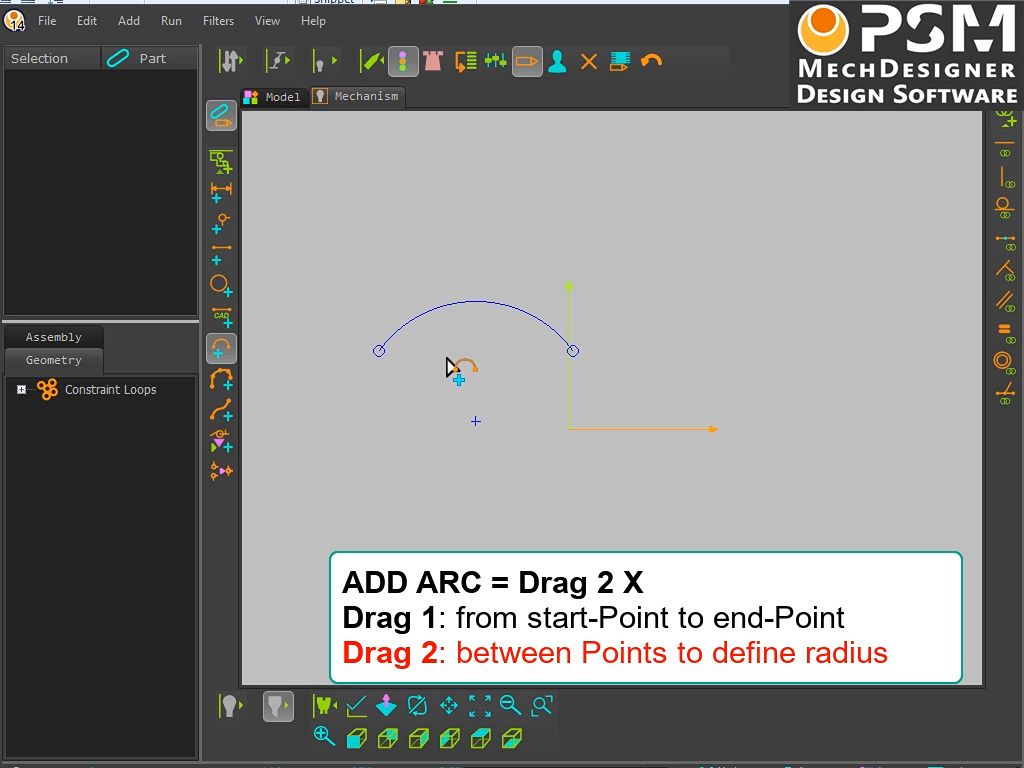 14
File Edit Add Run Filters View Help
PSM
MECHDESIGNER
DESIGN SOFTWARE
Selection Part
Model Mechanism
CAD
Assembly
Geometry
Constraint Loops
ADD ARC = Drag 2 X
Drag 1: from start-Point to end-Point
Drag 2: between Points to define radius